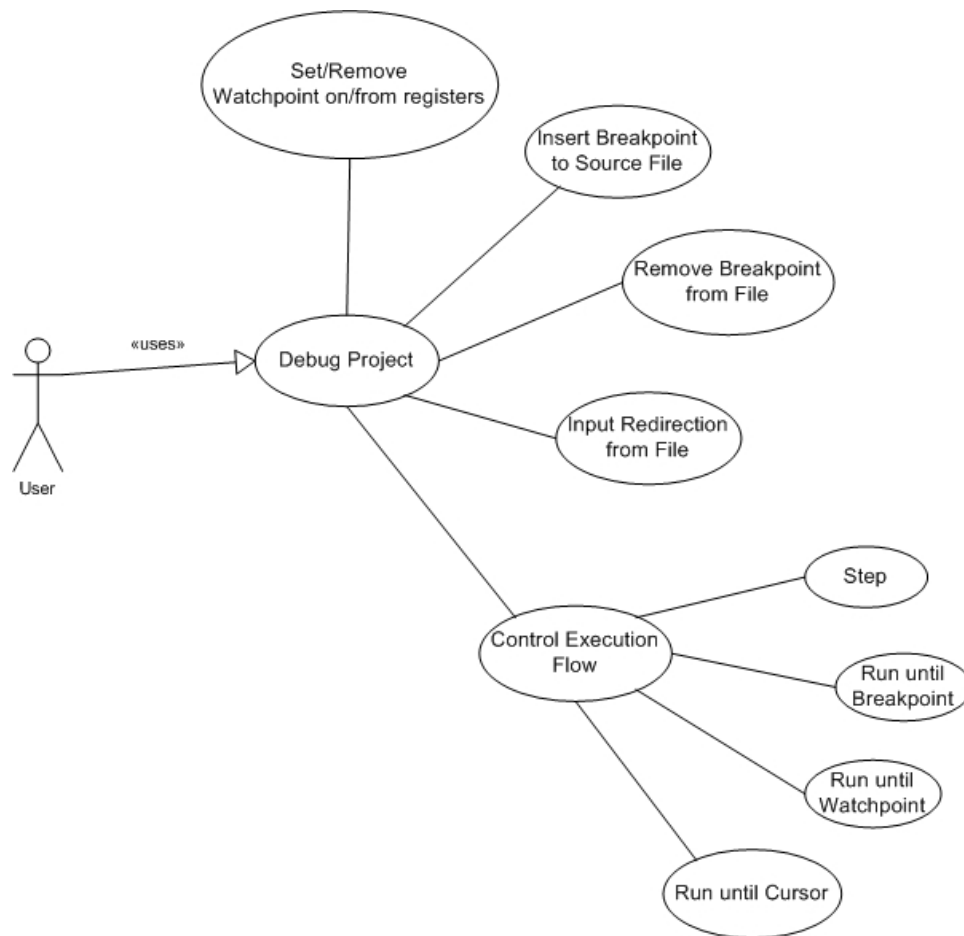 Set/Remove
Watchpoint on/from registers
Insert Breakpoint
to Source File
Remove Breakpoint
from File
«uses»
Debug Project
Input Redirection
from File
User
Step
Control Execution
Flow
Run until
Breakpoint
Run until
Watchpoint
Run until Cursor